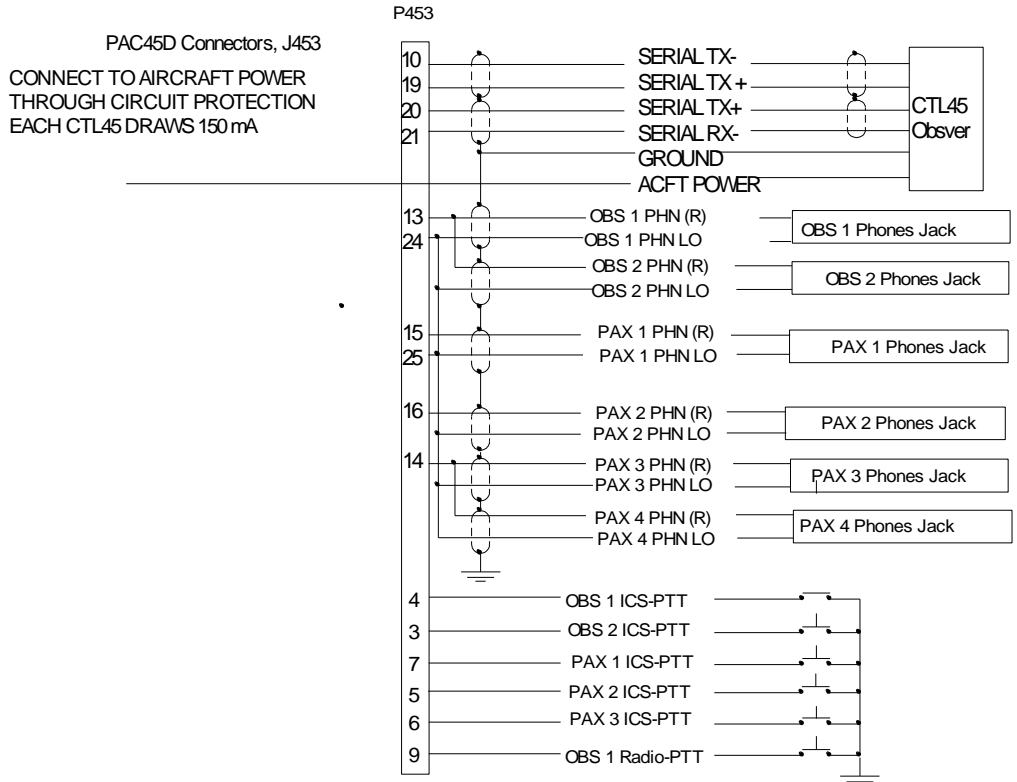 P453
PAC45D Connectors, J453
CONNECT TO AIRCRAFT POWER
THROUGH CIRCUIT PROTECTION
EACH CTL45 DRAWS 150 mA
10 SERIAL TX-
19 SERIAL TX +
20 SERIAL TX+
21 SERIAL RX-
GROUND
ACFT POWER
CTL45
Obsver
13 OBS 1 PHN (R)
24 OBS 1 PHN LO
OBS 1 Phones Jack
OBS 2 PHN (R)
OBS 2 PHN LO
OBS 2 Phones Jack
15 PAX 1 PHN (R)
25 PAX 1 PHN LO
PAX 1 Phones Jack
16 PAX 2 PHN (R)
PAX 2 PHN LO
PAX 2 Phones Jack
14 PAX 3 PHN (R)
PAX 3 PHN LO
PAX 3 Phones Jack
PAX 4 PHN (R)
PAX 4 PHN LO
PAX 4 Phones Jack
4 OBS 1 ICS-PTT
3 OBS 2 ICS-PTT
7 PAX 1 ICS-PTT
5 PAX 2 ICS-PTT
6 PAX 3 ICS-PTT
9 OBS 1 Radio-PTT